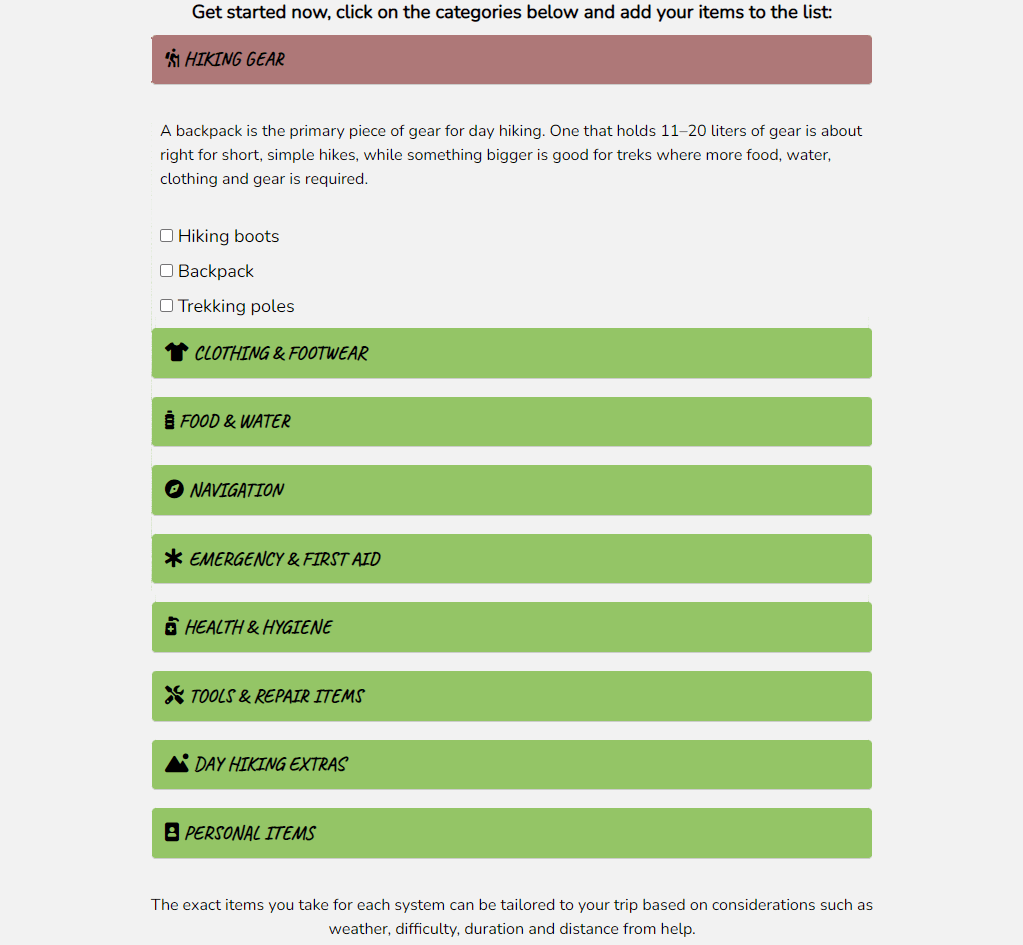 Get started now, click on the categories below and add your items to the list:
HIKING GEAR
A backpack is the primary piece of gear for day hiking. One that holds 11–20 liters of gear is about
right for short, simple hikes, while something bigger is good for treks where more food, water,
clothing and gear is required.
Hiking boots
Backpack
Trekking poles
CLOTHING & FOOTWEAR
FOOD & WATER
NAVIGATION
EMERGENCY & FIRST AID
HEALTH & HYGIENE
TOOLS & REPAIR ITEMS
DAY HIKING EXTRAS
PERSONAL ITEMS
The exact items you take for each system can be tailored to your trip based on considerations such as
weather, difficulty, duration and distance from help.